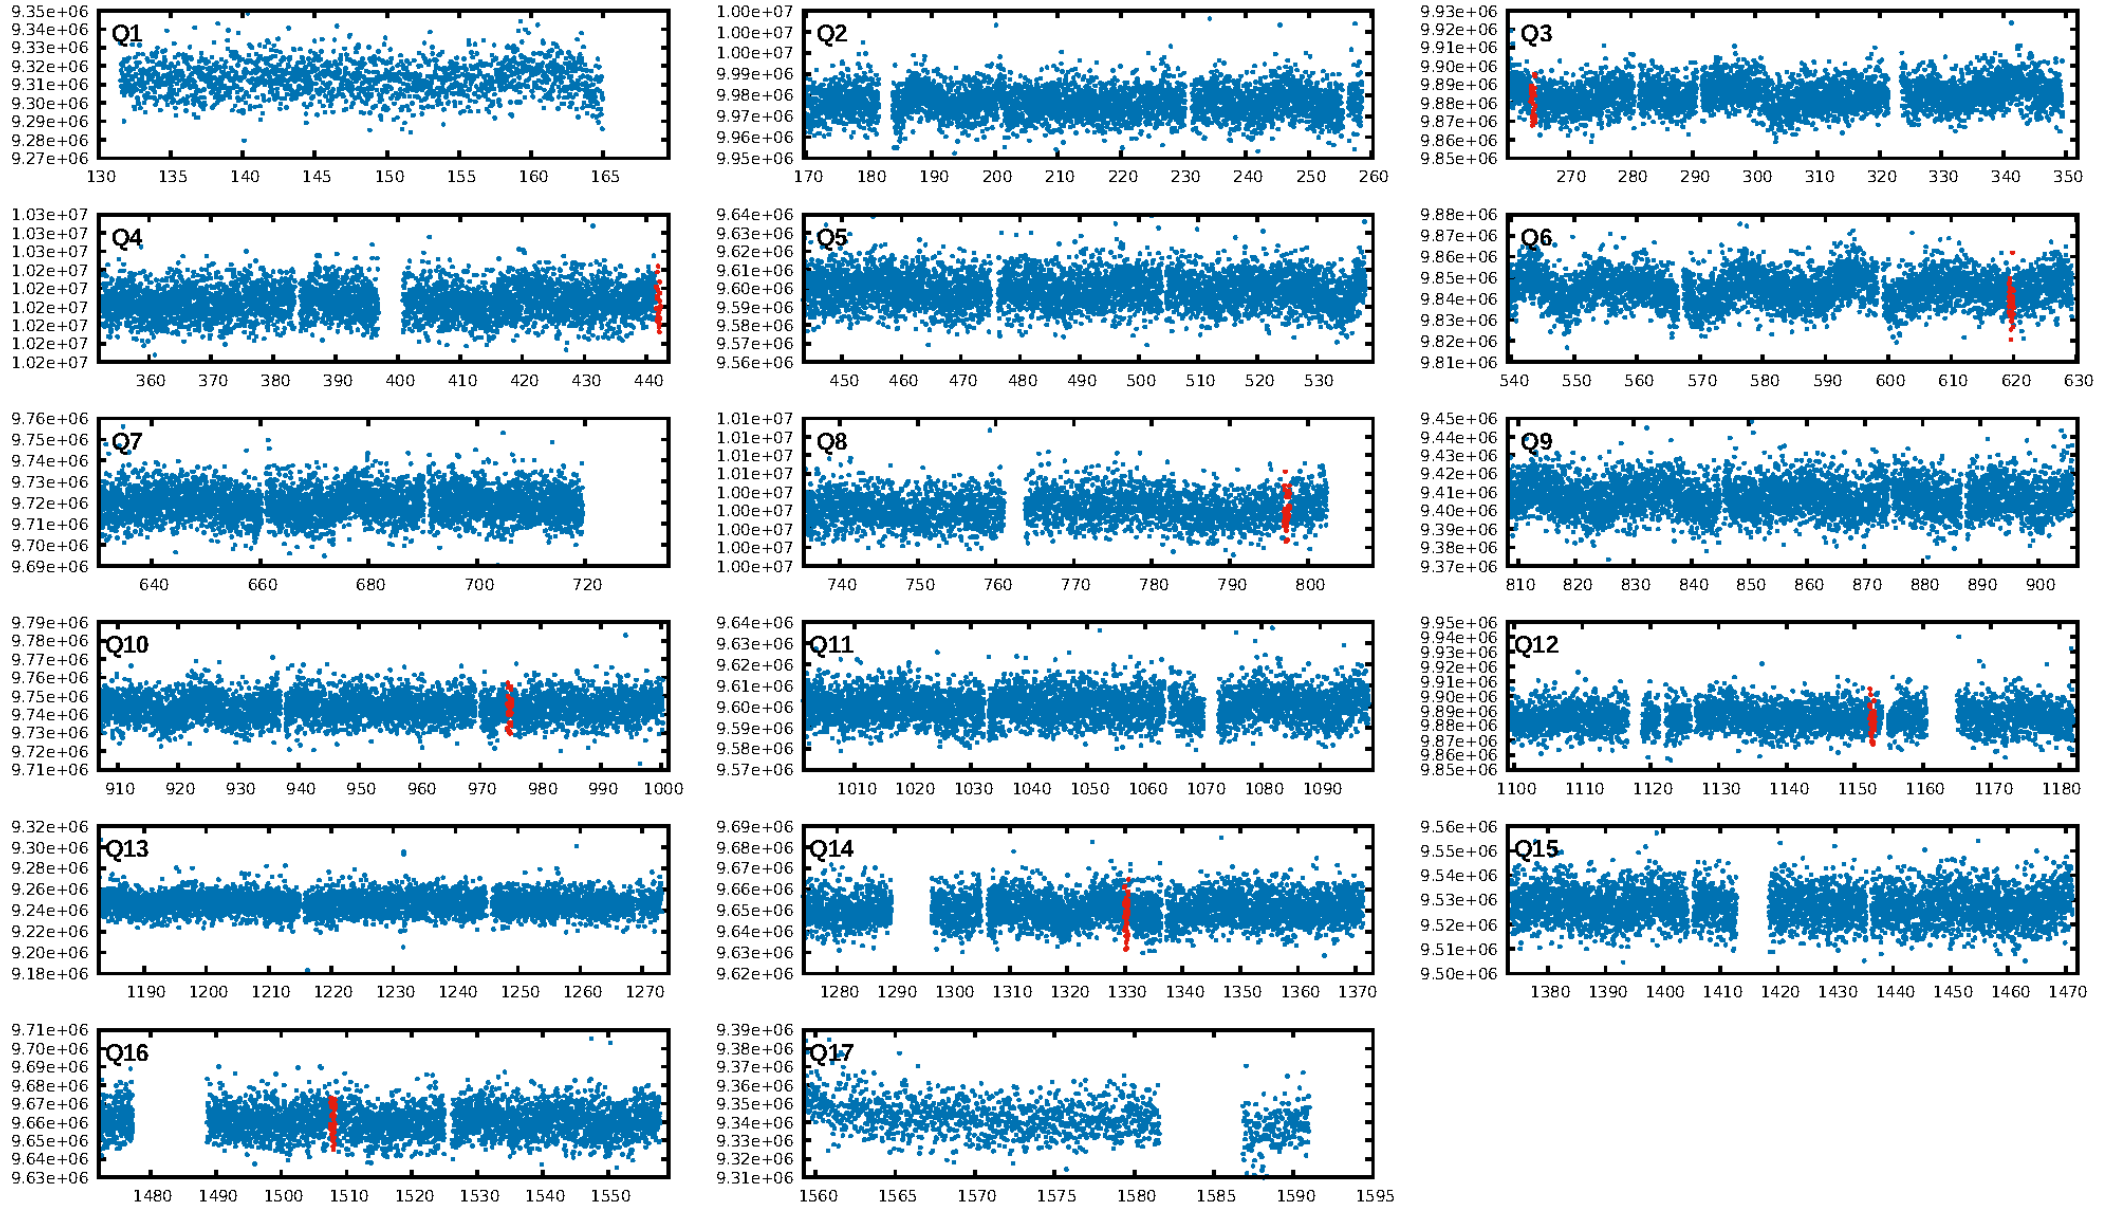 Q1
9.35e+06
9.34e+06
9.33e+06
9.32e+06
9.31e+06
9.30e+06
9.29e+06
9.28e+06
9.27e+06
130 135 140 145 150 155 160 165
Q2
1.00e+07
1.00e+07
1.00e+07
9.99e+06
9.98e+06
9.97e+06
9.96e+06
9.95e+06
170 180 190 200 210 220 230 240 250 260
Q3
9.93e+06
9.92e+06
9.91e+06
9.90e+06
9.89e+06
9.88e+06
9.87e+06
9.86e+06
9.85e+06
270 280 290 300 310 320 330 340 350
Q4
1.03e+07
1.03e+07
1.02e+07
1.02e+07
1.02e+07
1.02e+07
1.02e+07
1.02e+07
1.02e+07
360 370 380 390 400 410 420 430 440
Q5
9.64e+06
9.63e+06
9.62e+06
9.61e+06
9.60e+06
9.59e+06
9.58e+06
9.57e+06
9.56e+06
450 460 470 480 490 500 510 520 530
Q6
9.88e+06
9.87e+06
9.86e+06
9.85e+06
9.84e+06
9.83e+06
9.82e+06
9.81e+06
540 550 560 570 580 590 600 610 620 630
Q7
9.76e+06
9.75e+06
9.74e+06
9.73e+06
9.72e+06
9.71e+06
9.70e+06
9.69e+06
640 660 680 700 720
Q8
1.01e+07
1.01e+07
1.01e+07
1.01e+07
1.00e+07
1.00e+07
1.00e+07
1.00e+07
1.00e+07
740 750 760 770 780 790 800
Q9
9.45e+06
9.44e+06
9.43e+06
9.42e+06
9.41e+06
9.40e+06
9.39e+06
9.38e+06
9.37e+06
810 820 830 840 850 860 870 880 890 900
Q10
9.79e+06
9.78e+06
9.77e+06
9.76e+06
9.75e+06
9.74e+06
9.73e+06
9.72e+06
9.71e+06
910 920 930 940 950 960 970 980 990 1000
Q11
9.64e+06
9.63e+06
9.62e+06
9.61e+06
9.60e+06
9.59e+06
9.58e+06
9.57e+06
1010 1020 1030 1040 1050 1060 1070 1080 1090
Q12
9.95e+06
9.94e+06
9.93e+06
9.92e+06
9.91e+06
9.90e+06
9.89e+06
9.88e+06
9.87e+06
9.86e+06
9.85e+06
1100 1110 1120 1130 1140 1150 1160 1170 1180
Q13
9.32e+06
9.30e+06
9.28e+06
9.26e+06
9.24e+06
9.22e+06
9.20e+06
9.18e+06
1190 1200 1210 1220 1230 1240 1250 1260 1270
Q14
9.69e+06
9.68e+06
9.67e+06
9.66e+06
9.65e+06
9.64e+06
9.63e+06
9.62e+06
1280 1290 1300 1310 1320 1330 1340 1350 1360 1370
Q15
9.56e+06
9.55e+06
9.54e+06
9.53e+06
9.52e+06
9.51e+06
9.50e+06
1380 1390 1400 1410 1420 1430 1440 1450 1460 1470
Q16
9.71e+06
9.70e+06
9.69e+06
9.68e+06
9.67e+06
9.66e+06
9.65e+06
9.64e+06
9.63e+06
1480 1490 1500 1510 1520 1530 1540 1550
Q17
9.39e+06
9.38e+06
9.37e+06
9.36e+06
9.35e+06
9.34e+06
9.33e+06
9.32e+06
9.31e+06
1560 1565 1570 1575 1580 1585 1590 1595